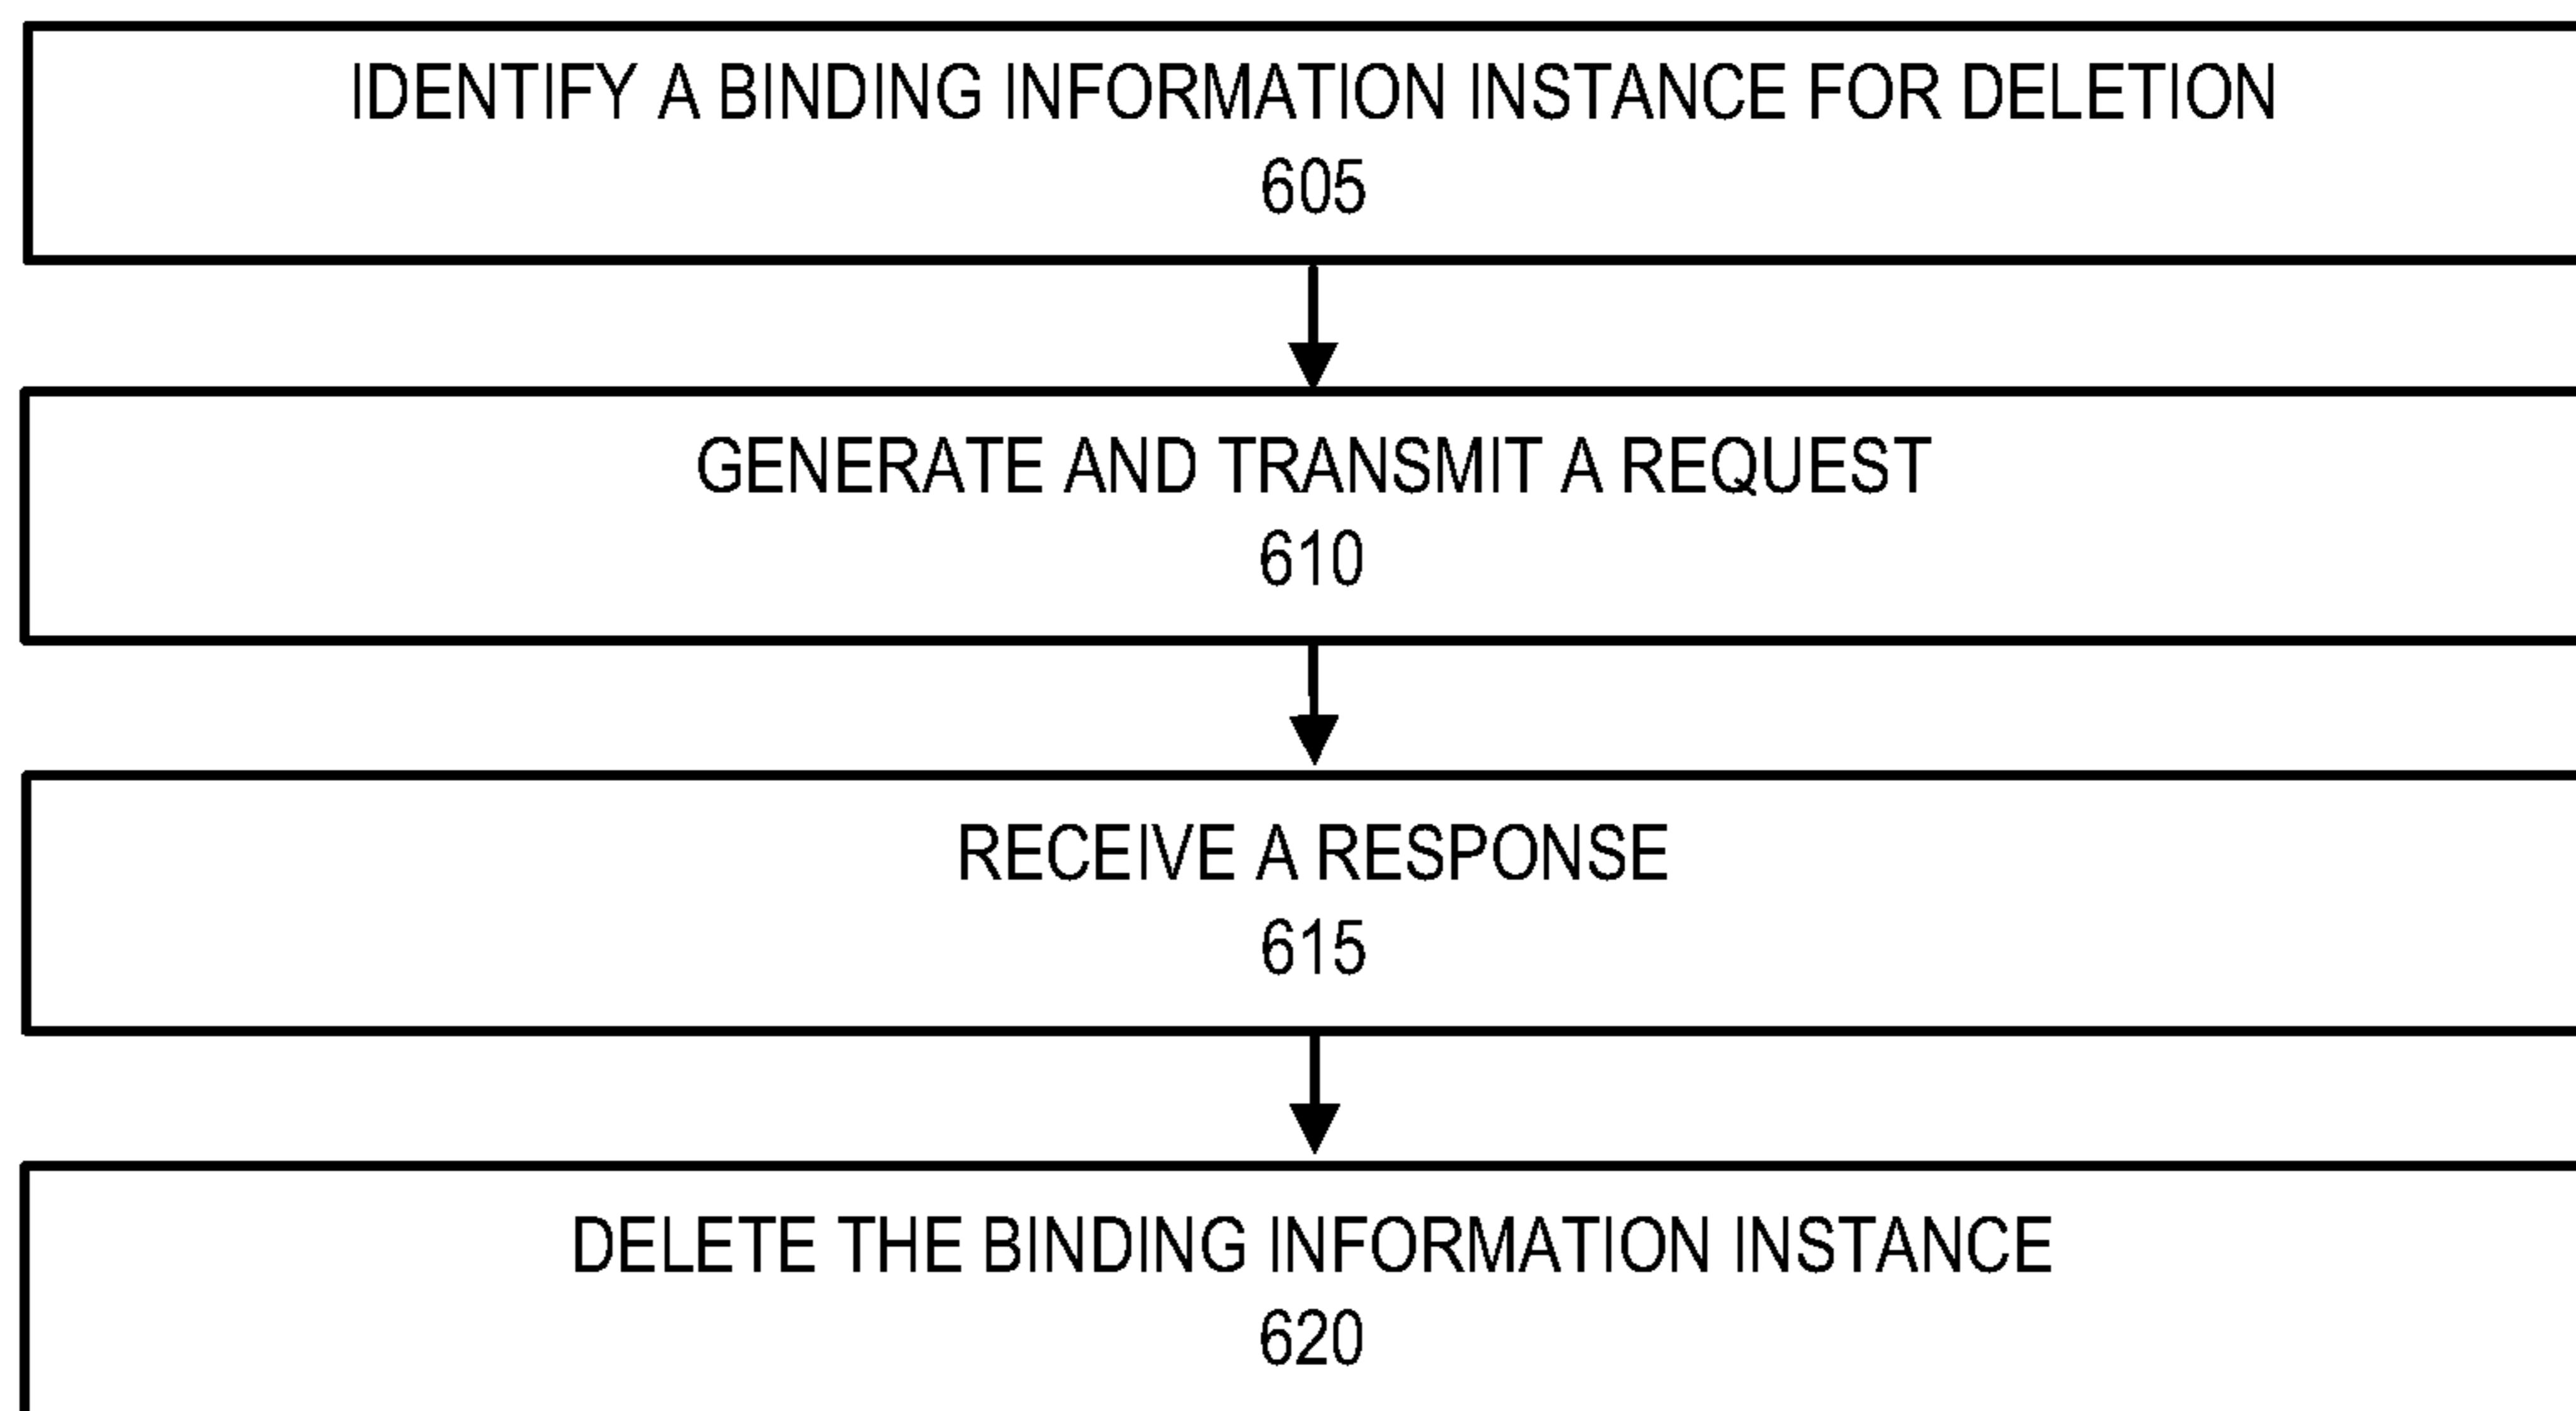 IDENTIFY A BINDING INFORMATION INSTANCE FOR DELETION
605
GENERATE AND TRANSMIT A REQUEST
610
RECEIVE A RESPONSE
615
DELETE THE BINDING INFORMATION INSTANCE
620